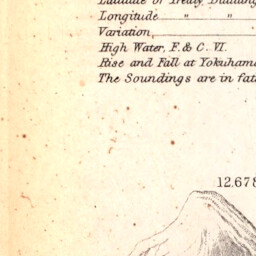 Latitude of Treaty Building
Longitude " "
Variation
High Water, F. & C. VI.
Rise and Fall at Yokuhama
The Soundings are in fat
12.678